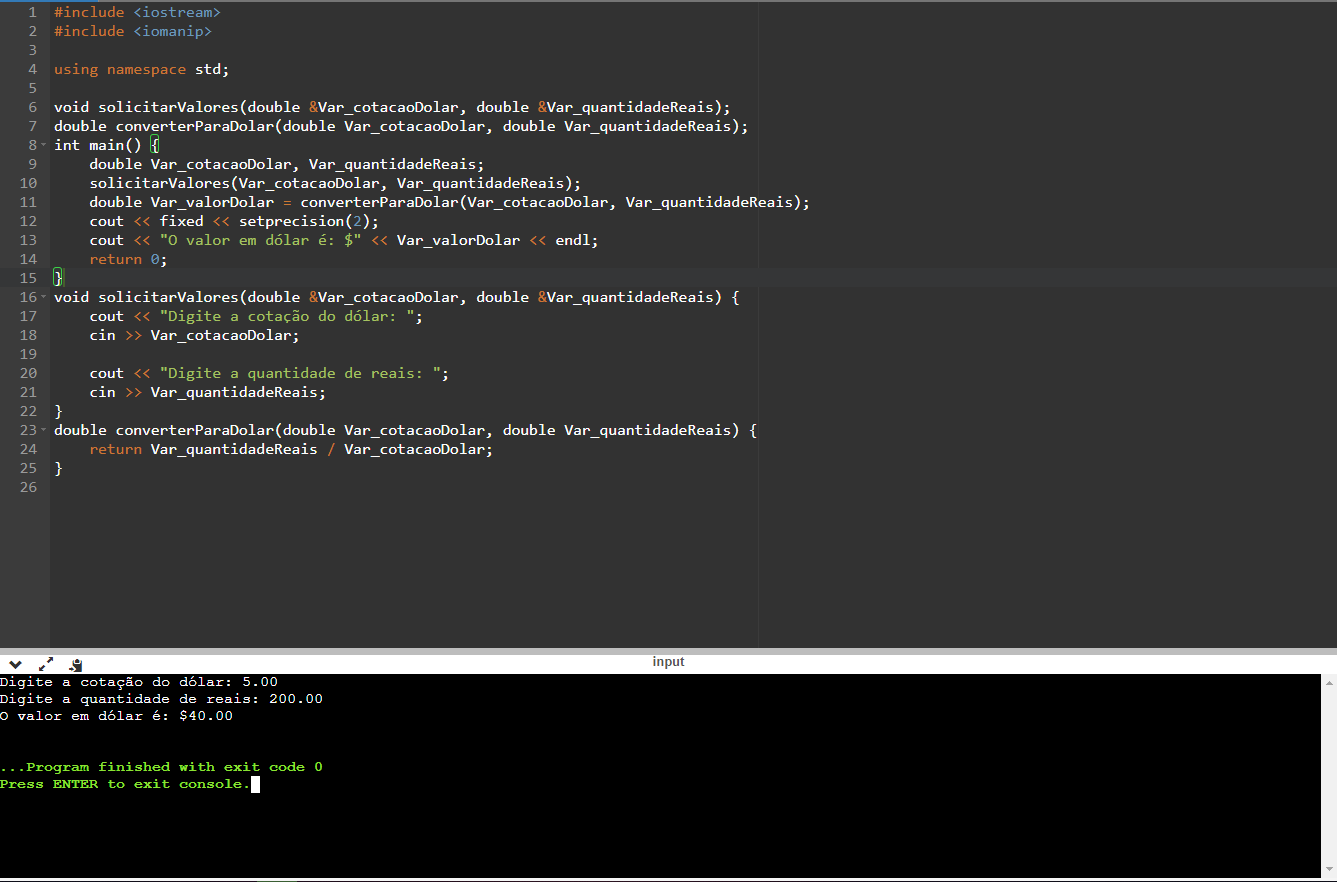 1 #include <iostream>
2 #include <iomanip>
3
4 using namespace std;
5
6 void solicitarValores(double &Var_cotacaoDolar, double &Var_quantidadeReais);
7 double converterParaDolar(double Var_cotacaoDolar, double Var_quantidadeReais);
8 int main() {
9     double Var_cotacaoDolar, Var_quantidadeReais;
10     solicitarValores(Var_cotacaoDolar, Var_quantidadeReais);
11     double Var_valorDolar = converterParaDolar(Var_cotacaoDolar, Var_quantidadeReais);
12     cout << fixed << setprecision(2);
13     cout << "O valor em dólar é: $" << Var_valorDolar << endl;
14     return 0;
15 }
16 void solicitarValores(double &Var_cotacaoDolar, double &Var_quantidadeReais) {
17     cout << "Digite a cotação do dólar: ";
18     cin >> Var_cotacaoDolar;
19
20     cout << "Digite a quantidade de reais: ";
21     cin >> Var_quantidadeReais;
22 }
23 double converterParaDolar(double Var_cotacaoDolar, double Var_quantidadeReais) {
24     return Var_quantidadeReais / Var_cotacaoDolar;
25 }
26
input
Digite a cotação do dólar: 5.00
Digite a quantidade de reais: 200.00
O valor em dólar é: $40.00
...Program finished with exit code 0
Press ENTER to exit console.